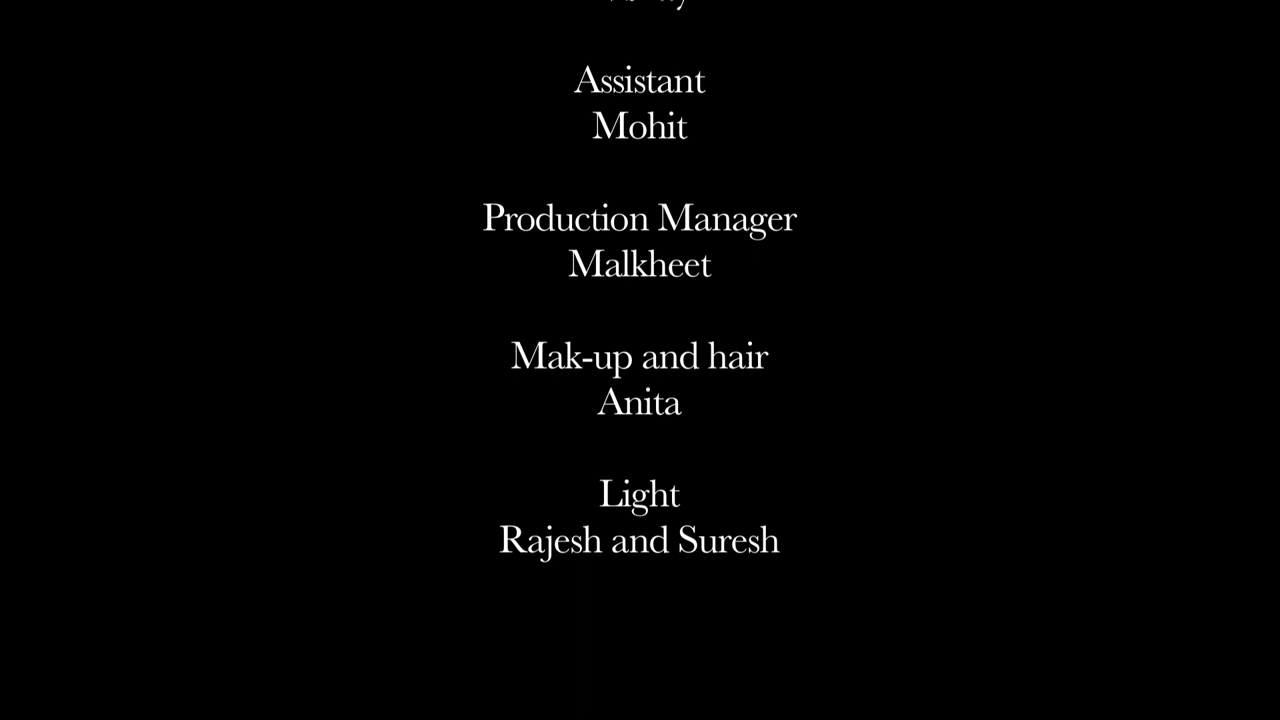 Assistant
Mohit
Production Manager
Malkheet
Mak-up and hair
Anita
Light
Rajesh and Suresh